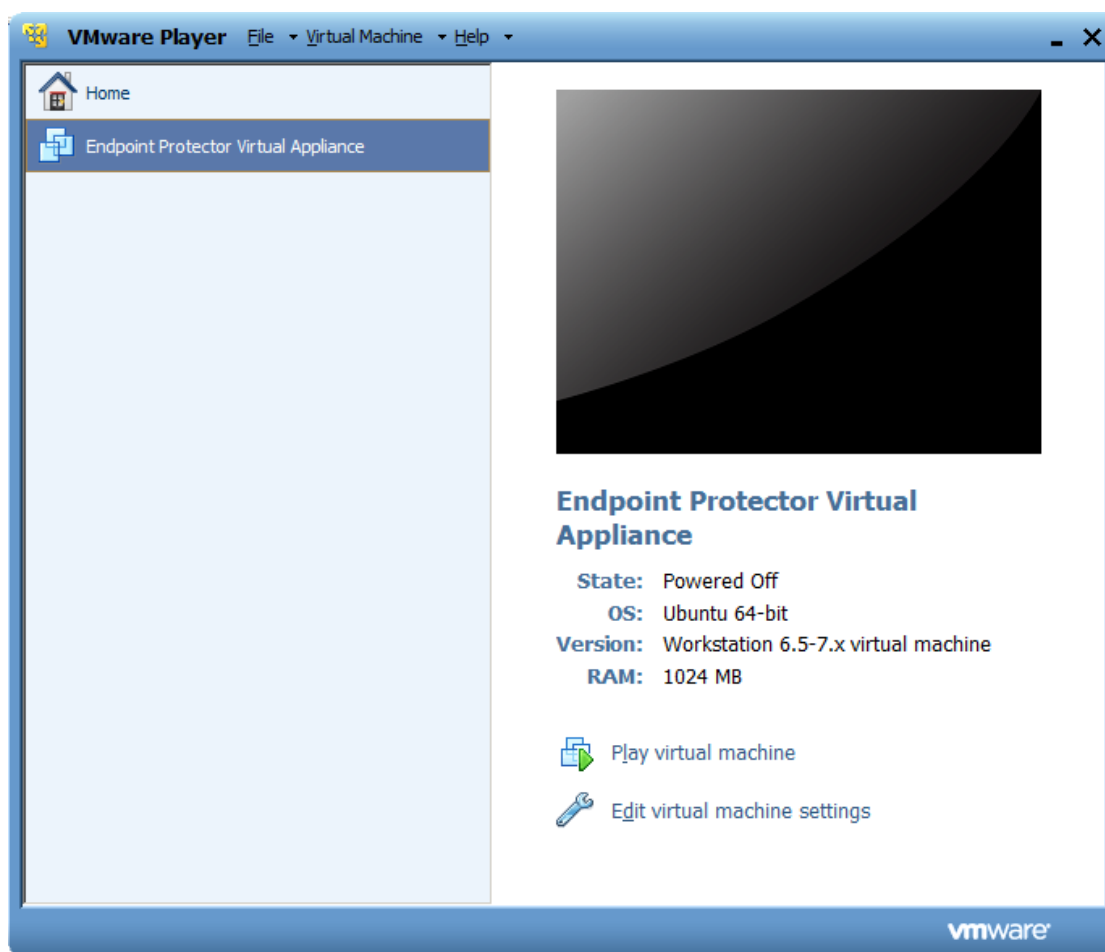 VMware Player File Virtual Machine Help
Home
Endpoint Protector Virtual Appliance
Endpoint Protector Virtual
Appliance
State: Powered Off
OS: Ubuntu 64-bit
Version: Workstation 6.5-7.x virtual machine
RAM: 1024 MB
Play virtual machine
Edit virtual machine settings
vmware